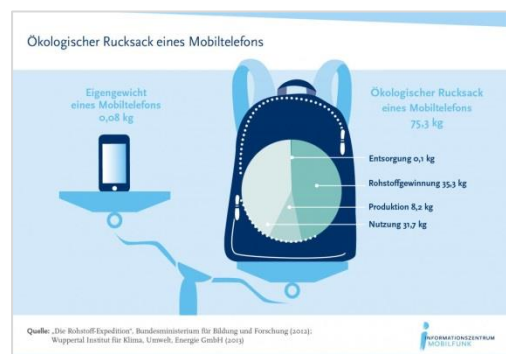 Ökologischer Rucksack eines Mobiltelefons
Eigengewicht
eines Mobiltelefons
0,08 kg
Ökologischer Rucksack
eines Mobiltelefons
75,3 kg
Entsorgung 0,1 kg
Rohstoffgewinnung 35,3 kg
Produktion 8,2 kg
Nutzung 31,7 kg
Quelle: „Die Rohstoff-Expedition“, Bundesministerium für Bildung und Forschung (2012);
Wuppertal Institut für Klima, Umwelt, Energie GmbH (2013)
INFORMATIONSZENTRUM
MOBILFUNK